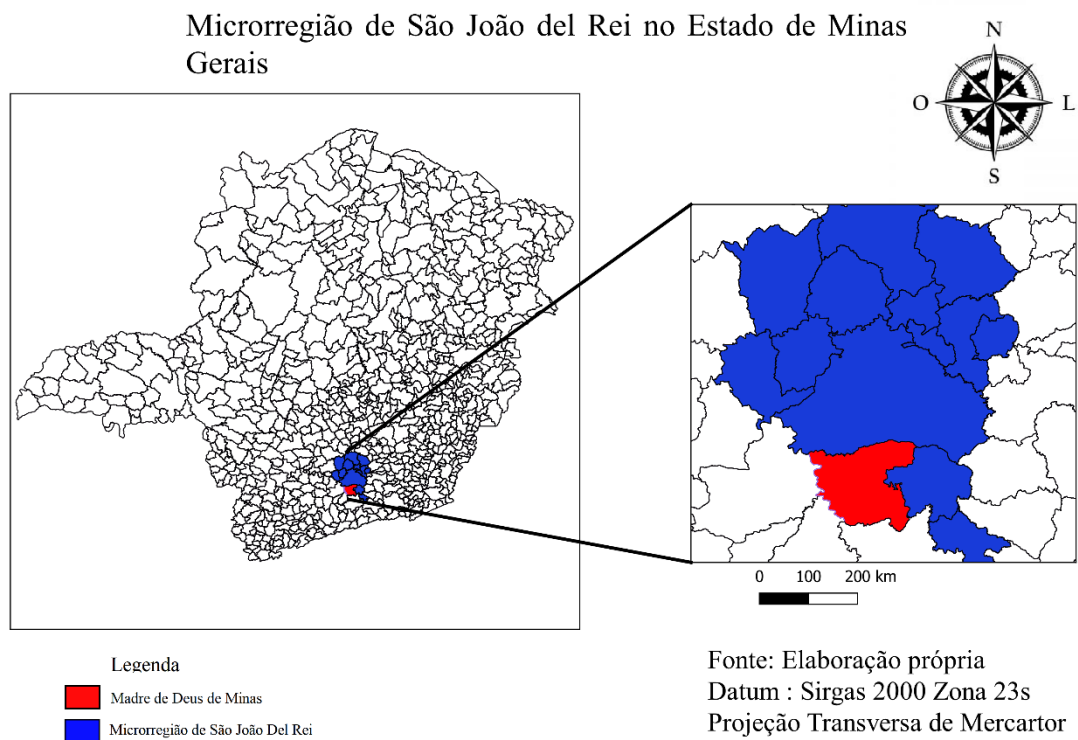 Microrregião de São João del Rei no Estado de Minas
Gerais
N
O
L
S
0 100 200 km
Legenda
Madre de Deus de Minas
Microrregião de São João Del Rei
Fonte: Elaboração própria
Datum : Sirgas 2000 Zona 23s
Projeção Transversa de Mercartor